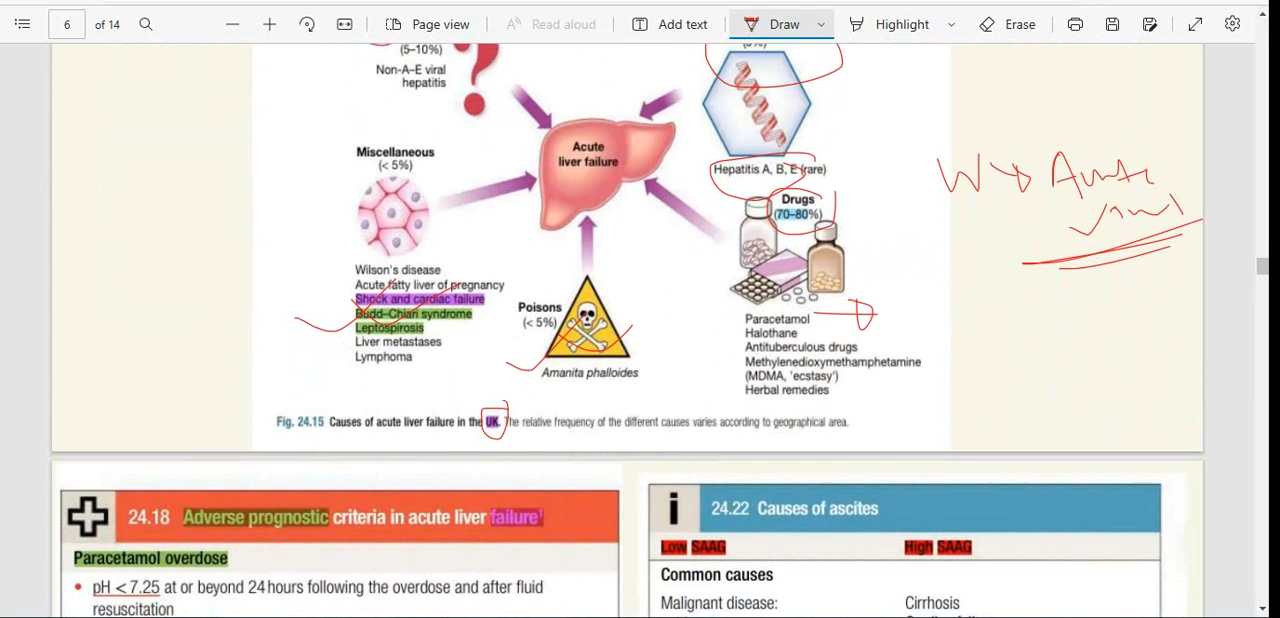 6
of 14
Page view
Read aloud
Add text
Draw
Highlight
Erase
(5–10%)
Non-A–E viral
hepatitis
Miscellaneous
(< 5%)
Wilson's disease
Acute fatty liver of pregnancy
Shock and cardiac failure
Budd–Chiari syndrome
Leptospirosis
Liver metastases
Lymphoma
Acute
liver failure
Poisons
(< 5%)
Amanita phalloides
Hepatitis A, B, E (rare)
Drugs
(70–80%)
Paracetamol
Halothane
Antituberculous drugs
Methylenedioxymethamphetamine
(MDMA, 'ecstasy')
Herbal remedies
Fig. 24.15 Causes of acute liver failure in the UK. The relative frequency of the different causes varies according to geographical area.
24.18 Adverse prognostic criteria in acute liver failure¹
Paracetamol overdose
• pH < 7.25 at or beyond 24 hours following the overdose and after fluid
resuscitation
i
24.22 Causes of ascites
Low SAAG
High SAAG
Common causes
Malignant disease:
Cirrhosis